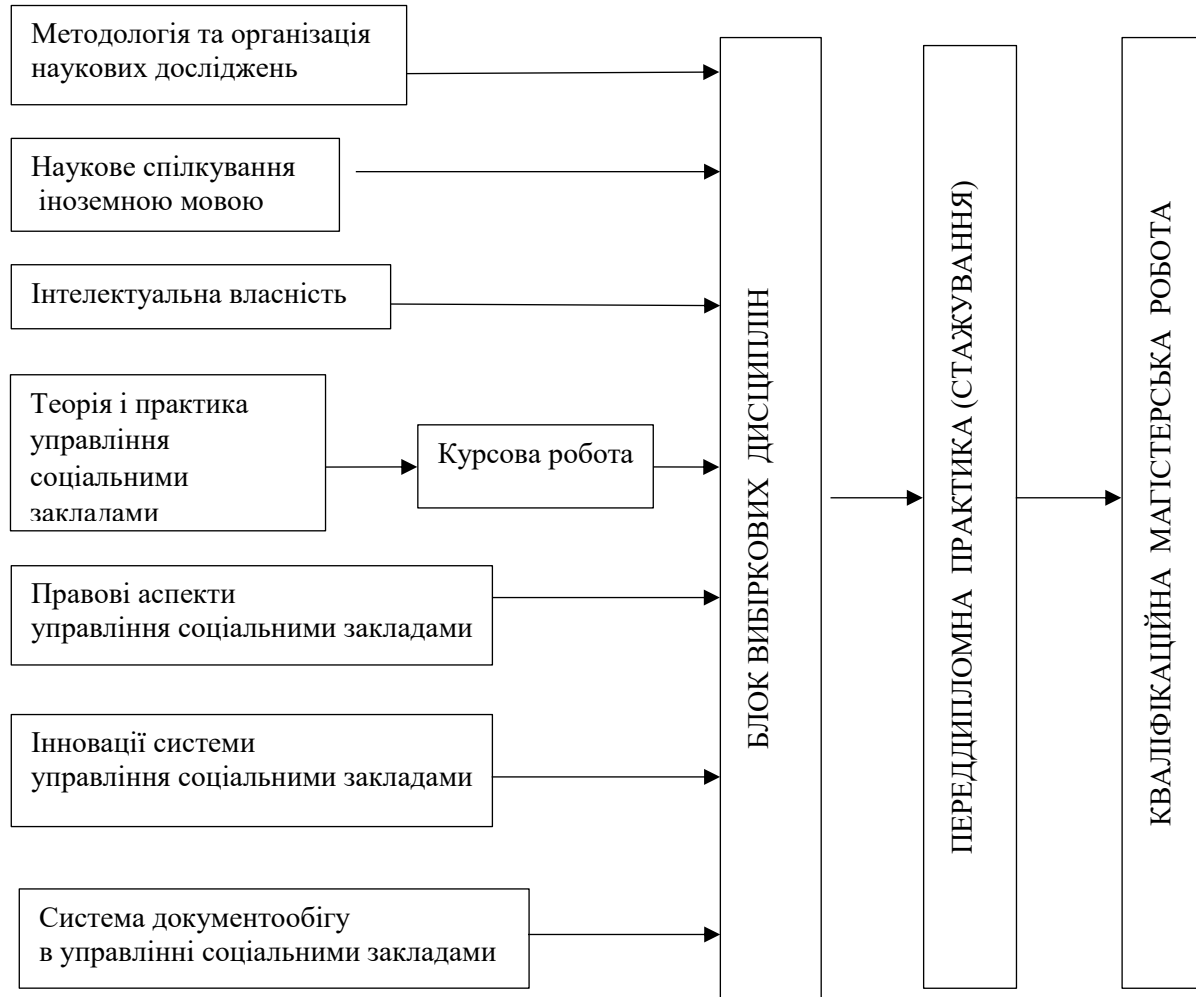 Методологія та організація
наукових досліджень
Наукове спілкування
іноземною мовою
Інтелектуальна власність
Теорія і практика
управління
соціальними
закладами
Курсова робота
Правові аспекти
управління соціальними закладами
Інновації системи
управління соціальними закладами
Система документообігу
в управлінні соціальними закладами
БЛОК ВИБІРКОВИХ ДИСЦИПЛІН
ПЕРЕДДИПЛОМНА ПРАКТИКА (СТАЖУВАННЯ)
КВАЛІФІКАЦІЙНА МАГІСТЕРСЬКА РОБОТА